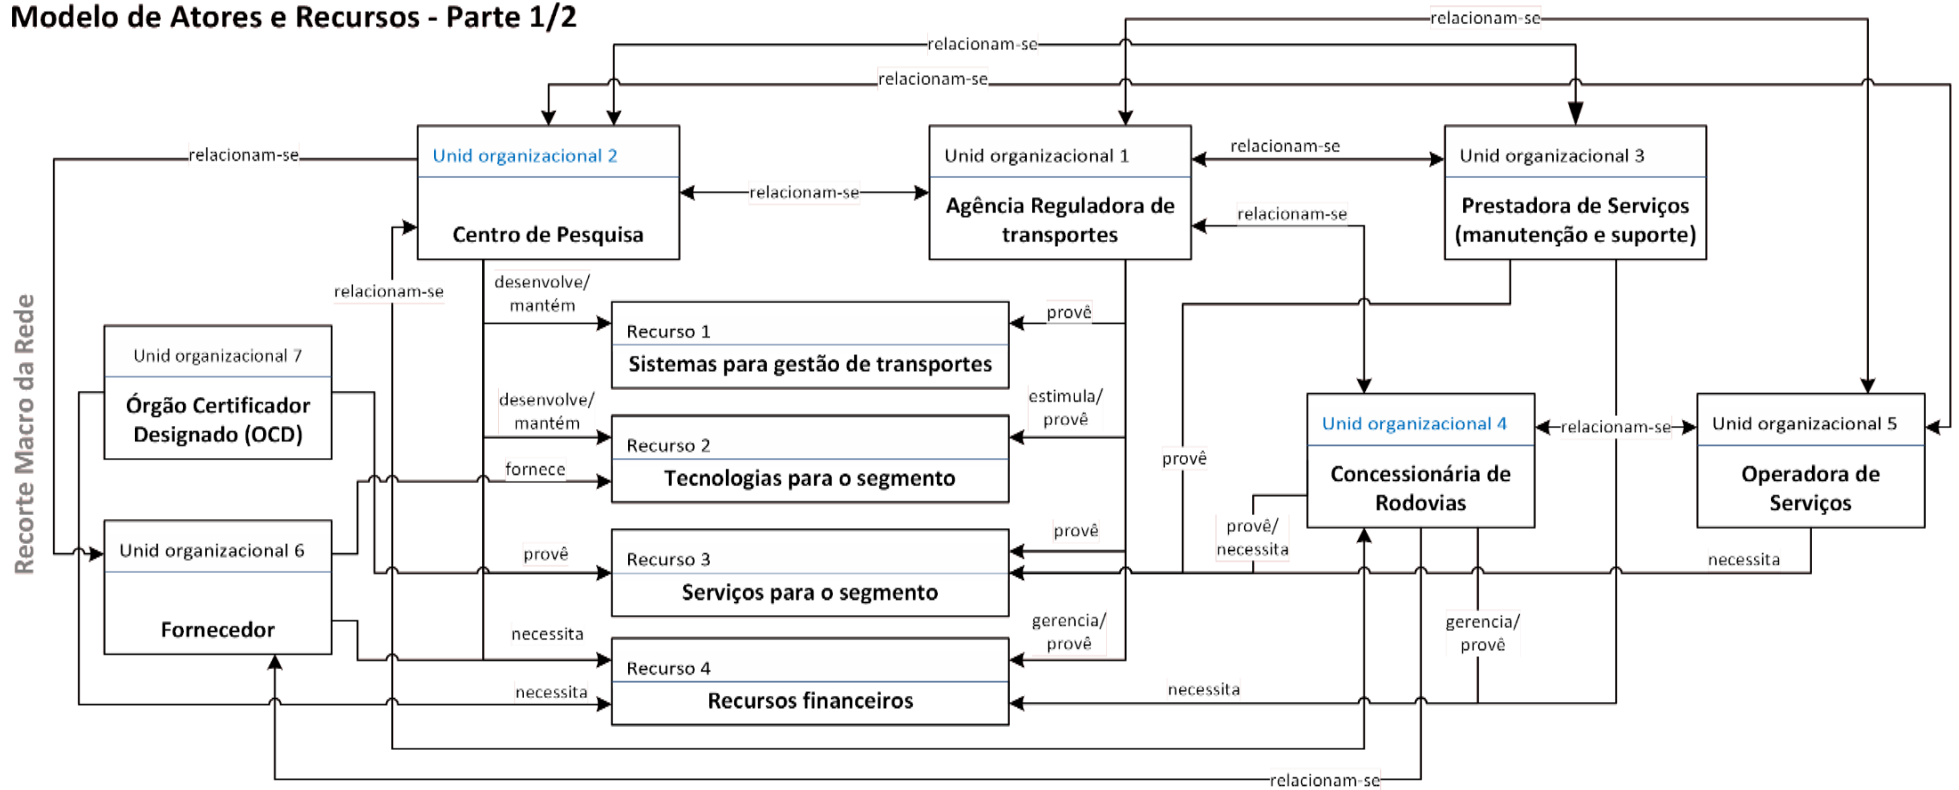 Modelo de Atores e Recursos - Parte 1/2
relacionam-se
relacionam-se
relacionam-se
relacionam-se
Unid organizacional 2
Centro de Pesquisa
relacionam-se
Unid organizacional 1
Agência Reguladora de
transportes
relacionam-se
relacionam-se
Unid organizacional 3
Prestadora de Serviços
(manutenção e suporte)
Recorte Macro da Rede
relacionam-se
desenvolve/
mantém
Recurso 1
Sistemas para gestão de transportes
provê
Unid organizacional 7
Órgão Certificador
Designado (OCD)
desenvolve/
mantém
fornece
Recurso 2
Tecnologias para o segmento
estimula/
provê
provê
Unid organizacional 4
Concessionária de
Rodovias
relacionam-se
Unid organizacional 5
Operadora de
Serviços
Unid organizacional 6
Fornecedor
provê
Recurso 3
Serviços para o segmento
provê
provê/
necessita
necessita
necessita
necessita
Recurso 4
Recursos financeiros
gerencia/
provê
necessita
gerencia/
provê
relacionam-se